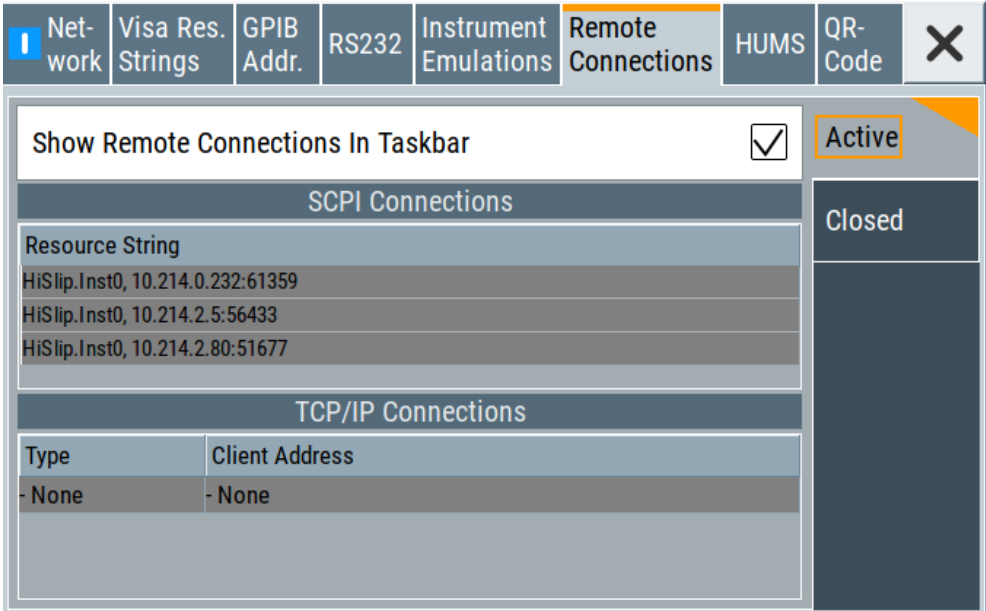 Net-
work
Visa Res.
Strings
GPIB
Addr.
RS232
Instrument
Emulations
Remote
Connections
HUMS
QR-
Code
Show Remote Connections In Taskbar
Active
Closed
SCPI Connections
Resource String
HiSlip.Inst0, 10.214.0.232:61359
HiSlip.Inst0, 10.214.2.5:56433
HiSlip.Inst0, 10.214.2.80:51677
TCP/IP Connections
Type Client Address
- None - None